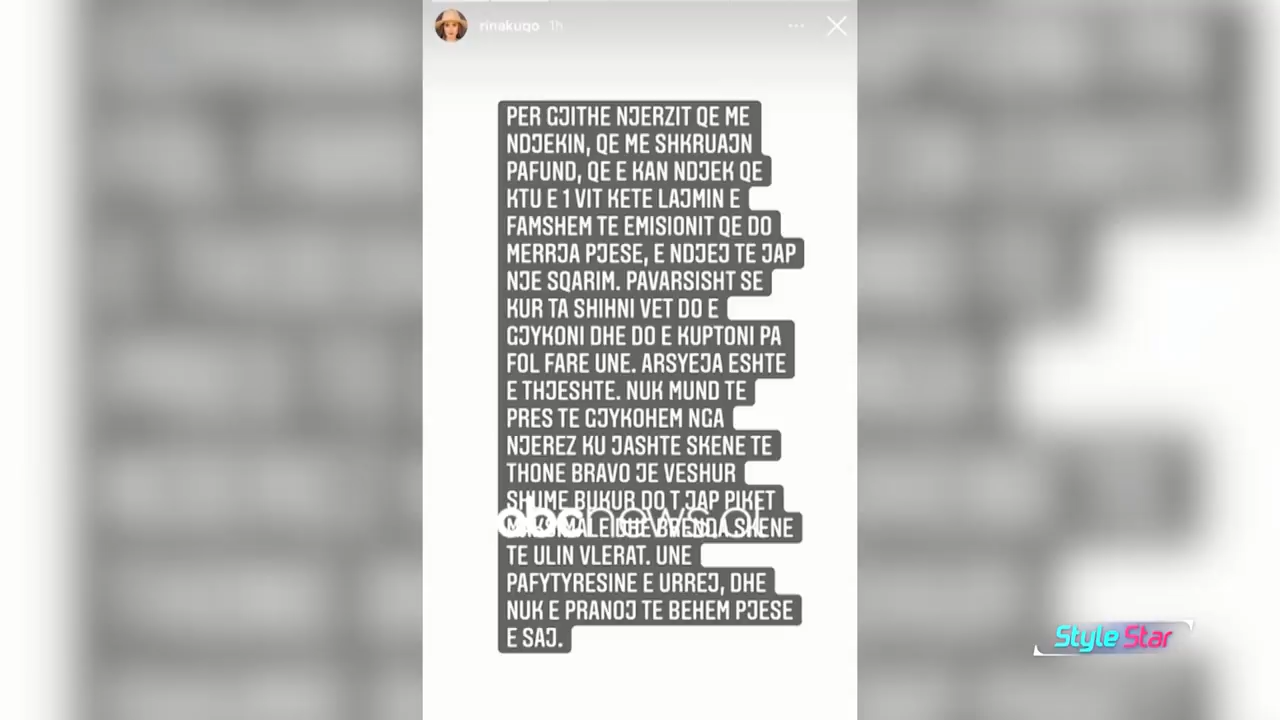 rinakuqo 1h
PER GJITHE NJERZIT QE ME
NDJEKIN, QE ME SHKRUAJN
PAFUND, QE E KAN NDJEK QE
KTU E 1 VIT KETE LAJMIN E
FAMSHEM TE EMISIONIT QE DO
MERRJA PJESE, E NDJEJ TE JAP
NJE SQARIM. PAVARSISHT SE
KUR TA SHIHNI VET DO E
GJYKONI DHE DO E KUPTONI PA
FOL FARE UNE. ARSYEJA ESHTE
E THJESHTE. NUK MUND TE
PRES TE GJYKOHEM NGA
NJEREZ KU JASHTE SKENE TE
THONE BRAVO JE VESHUR
SHUME BUKUR DO T JAP PIKET
MAKSIMALE DHE BRENDA SKENE
abcnews.al
TE ULIN VLERAT. UNE
PAFYTYRESINE E URREJ, DHE
NUK E PRANOJ TE BEHEM PJESE
E SAJ.
Style Star